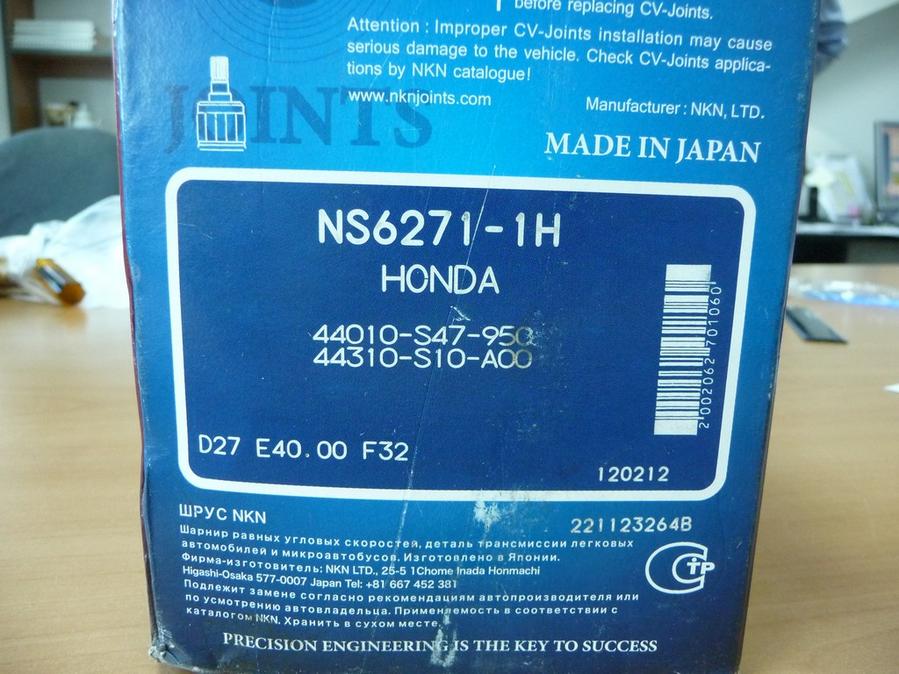 before replacing CV-Joints.
Attention : Improper CV-Joints installation may cause
serious damage to the vehicle. Check CV-Joints applica-
tions by NKN catalogue!
www.nknjoints.com
Manufacturer : NKN, LTD.
JOINTS
MADE IN JAPAN
NS6271-1H
HONDA
44010-S47-950
44310-S10-A00
2 002062 701060
D27 E40.00 F32
120212
ШРУС NKN
221123264B
Шарнир равных угловых скоростей, деталь трансмиссии легковых
автомобилей и микроавтобусов. Изготовлено в Японии.
Фирма-изготовитель: NKN LTD., 25-5 1Chome Inada Honmachi
Higashi-Osaka 577-0007 Japan Tel: +81 667 452 381
Подлежит замене согласно рекомендациям автопроизводителя или
по усмотрению автовладельца. Применяемость в соответствии с
каталогом NKN. Хранить в сухом месте.
PRECISION ENGINEERING IS THE KEY TO SUCCESS